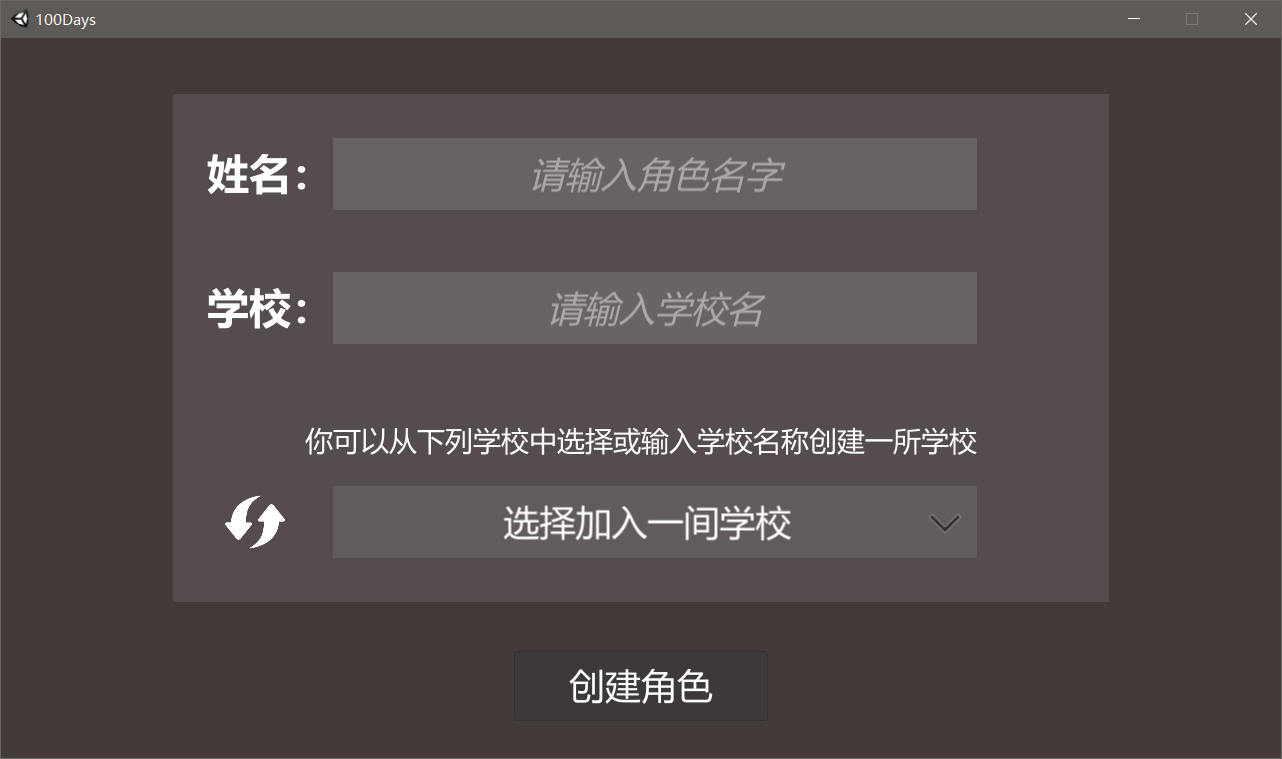 100Days
姓名：
请输入角色名字
学校：
请输入学校名
你可以从下列学校中选择或输入学校名称创建一所学校
选择加入一间学校
创建角色